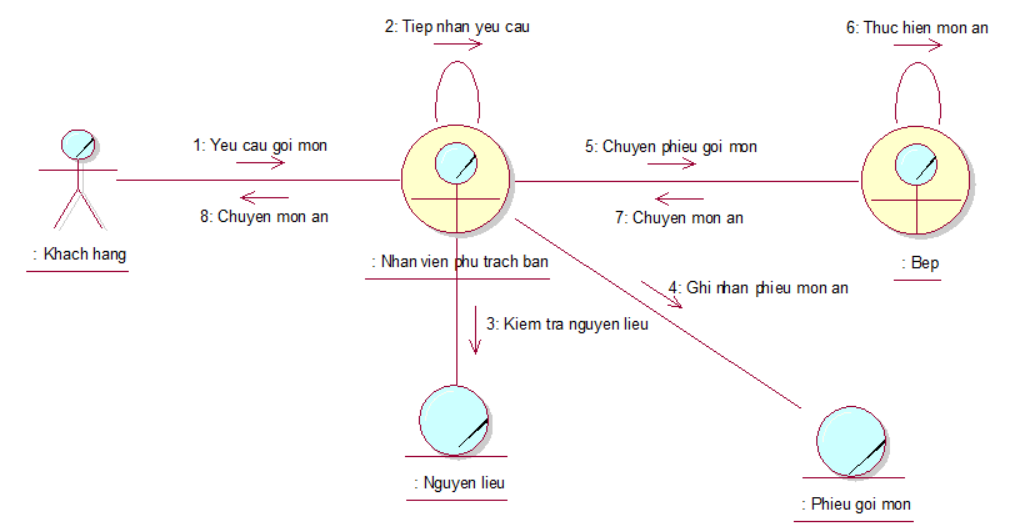 2: Tiep nhan yeu cau
6: Thuc hien mon an
1: Yeu cau goi mon
5: Chuyen phieu goi mon
8: Chuyen mon an
7: Chuyen mon an
: Khach hang
: Nhan vien phu trach ban
: Bep
4: Ghi nhan phieu mon an
3: Kiem tra nguyen lieu
: Nguyen lieu
: Phieu goi mon